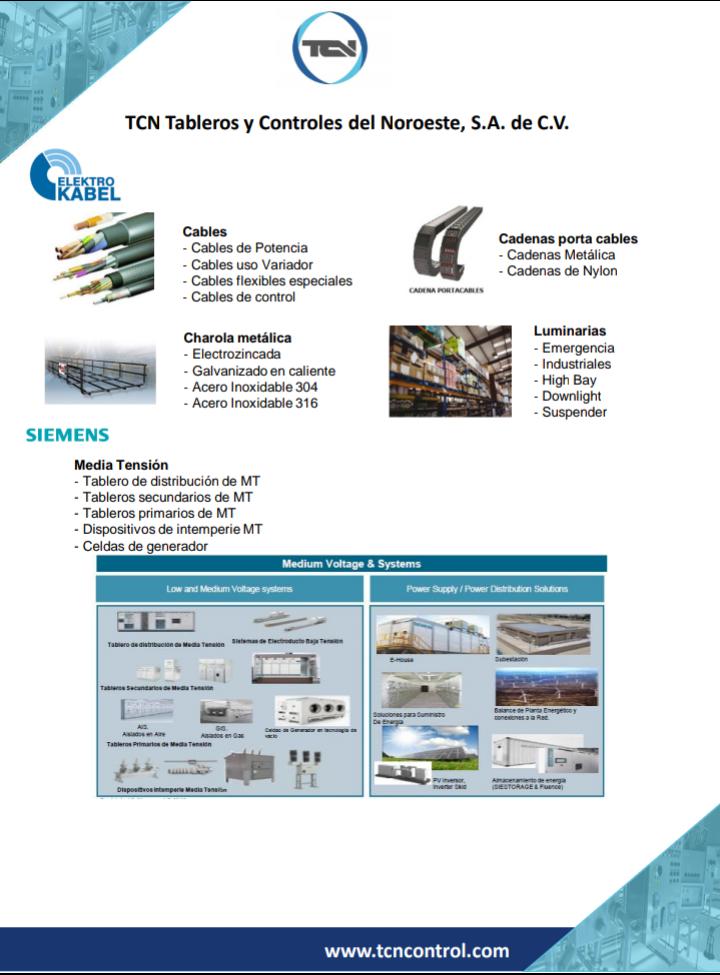 TCN
TCN Tableros y Controles del Noroeste, S.A. de C.V.
ELEKTRO
KABEL
Cables
- Cables de Potencia
- Cables uso Variador
- Cables flexibles especiales
- Cables de control
CADENA PORTACABLES
Cadenas porta cables
- Cadenas Metálica
- Cadenas de Nylon
Charola metálica
- Electrozincada
- Galvanizado en caliente
- Acero Inoxidable 304
- Acero Inoxidable 316
Luminarias
- Emergencia
- Industriales
- High Bay
- Downlight
- Suspender
SIEMENS
Media Tensión
- Tablero de distribución de MT
- Tableros secundarios de MT
- Tableros primarios de MT
- Dispositivos de intemperie MT
- Celdas de generador
Medium Voltage & Systems
Low and Medium Voltage systems
Tablero de distribución de Media Tensión
Sistemas de Electroducto Baja Tensión
Tableros Secundarios de Media Tensión
AIS,
Aislados en Aire
GIS,
Aislados en Gas
Celdas de Generador en tecnología de
vacío
Tableros Primarios de Media Tensión
Dispositivos Intemperie Media Tensión
Power Supply / Power Distribution Solutions
E-House
Subestación
Soluciones para Suministro
De Energía
Balance de Planta Energético y
conexiones a la Red.
PV Inversor,
Inverter Skid
Almacenamiento de energía
(SIESTORAGE & Fluence)
www.tcncontrol.com